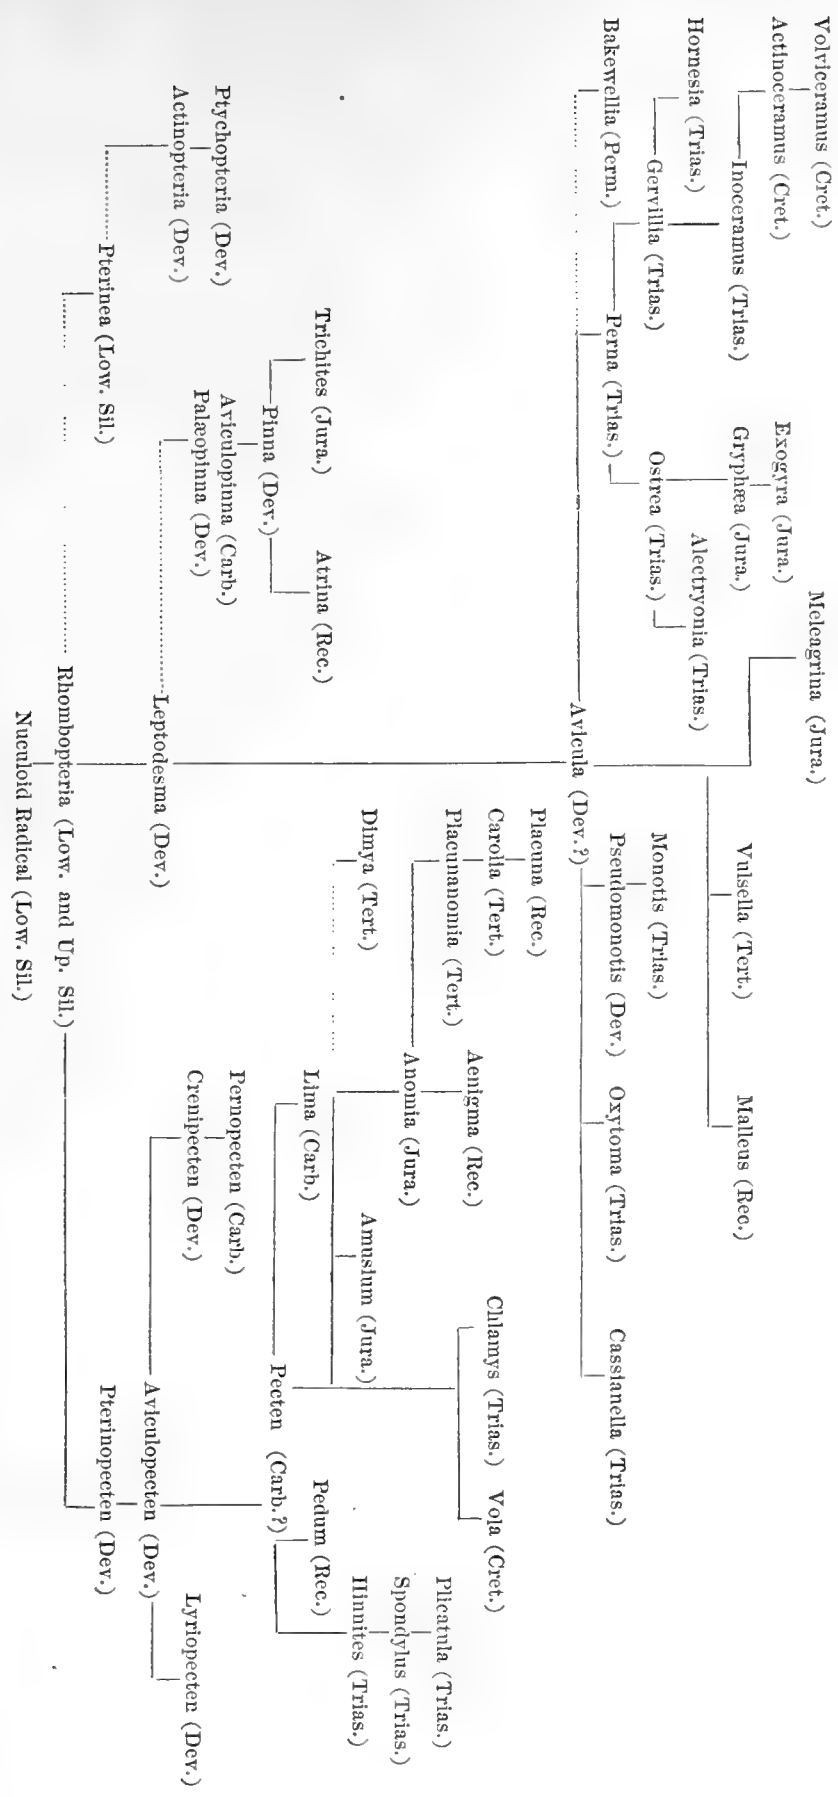 Meleagrina (Jura.)
Volviceramus (Cret.)
Actinoceramus (Cret.)
Exogyra (Jura.)
Inoceramus (Trias.)
Gryphæa (Jura.)
Vulsella (Tert.)
Malleus (Rec.)
Hornesia (Trias.)
Alectryonia (Trias.)
Gervillia (Trias.)
Ostrea (Trias.)
Monotis (Trias.)
Bakewellia (Perm.)
Perna (Trias.)
Pseudomonotis (Dev.)
Oxytoma (Trias.)
Cassianella (Trias.)
Avicula (Dev.?)
Placuna (Rec.)
Carolia (Tert.)
Chlamys (Trias.)
Vola (Cret.)
Aenigma (Rec.)
Placunanomia (Tert.)
Plicatula (Trias.)
Anomia (Jura.)
Spondylus (Trias.)
Dimya (Tert.)
Amusium (Jura.)
Hinnites (Trias.)
Trichites (Jura.)
Atrina (Rec.)
Lima (Carb.)
Pedum (Rec.)
Pinna (Dev.)
Pecten (Carb.?)
Ptychopteria (Dev.)
Aviculopinna (Carb.)
Pernopecten (Carb.)
Actinopteria (Dev.)
Palæopinna (Dev.)
Crenipecten (Dev.)
Lyriopecten (Dev.)
Leptodesma (Dev.)
Aviculopecten (Dev.)
Pterinea (Low. Sil.)
Pterinopecten (Dev.)
Rhombopteria (Low. and Up. Sil.)
Nuculoid Radical (Low. Sil.)